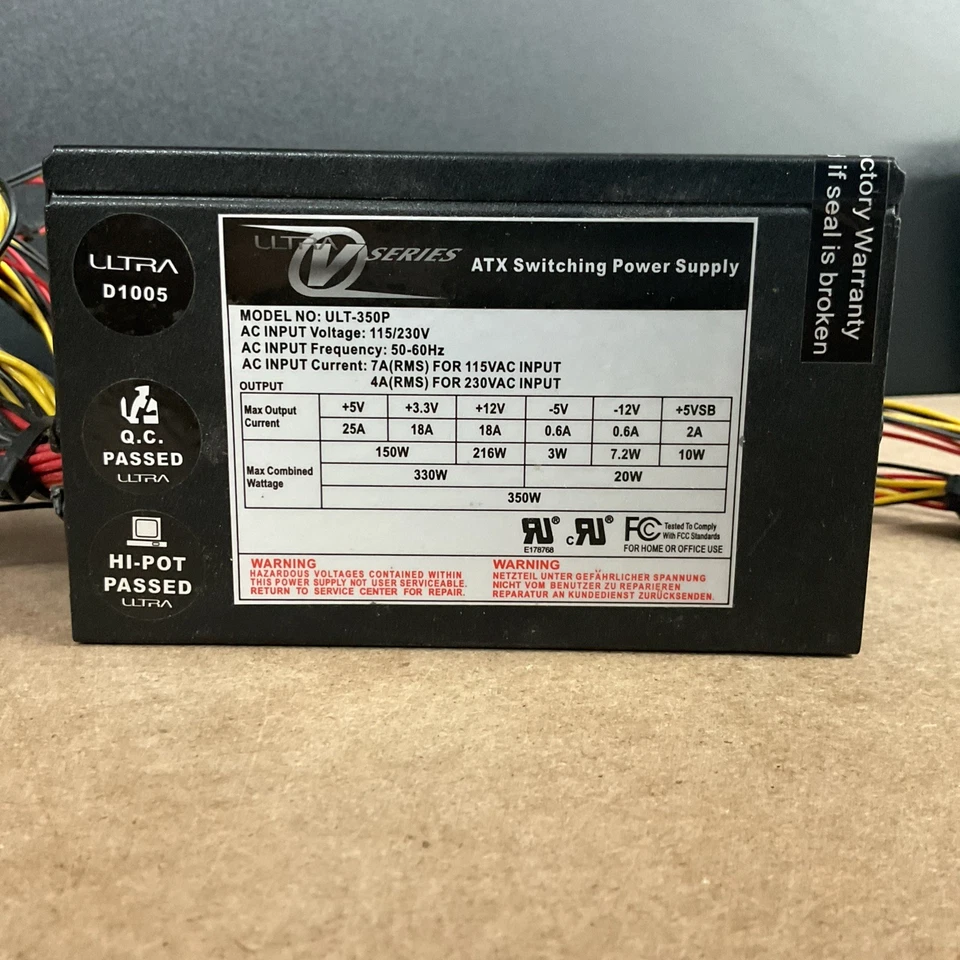 ULTRA
D1005
Q.C.
PASSED
ULTRA
HI-POT
PASSED
ULTRA
ULTRA V SERIES
ATX Switching Power Supply
MODEL NO: ULT-350P
AC INPUT Voltage: 115/230V
AC INPUT Frequency: 50-60Hz
AC INPUT Current: 7A(RMS) FOR 115VAC INPUT
4A(RMS) FOR 230VAC INPUT
OUTPUT
Max Output Current +5V +3.3V +12V -5V -12V +5VSB
25A 18A 18A 0.6A 0.6A 2A
Max Combined Wattage 150W 216W 3W 7.2W 10W
330W 20W
350W
E178768
c
FC Tested To Comply
With FCC Standards
FOR HOME OR OFFICE USE
WARNING
HAZARDOUS VOLTAGES CONTAINED WITHIN
THIS POWER SUPPLY NOT USER SERVICEABLE.
RETURN TO SERVICE CENTER FOR REPAIR.
WARNING
NETZTEIL UNTER GEFÄHRLICHER SPANNUNG
NICHT VOM BENUTZER ZU REPARIEREN
REPARATUR AN KUNDEDIENST ZURÜCKSENDEN.
ctory Warranty
if seal is broken